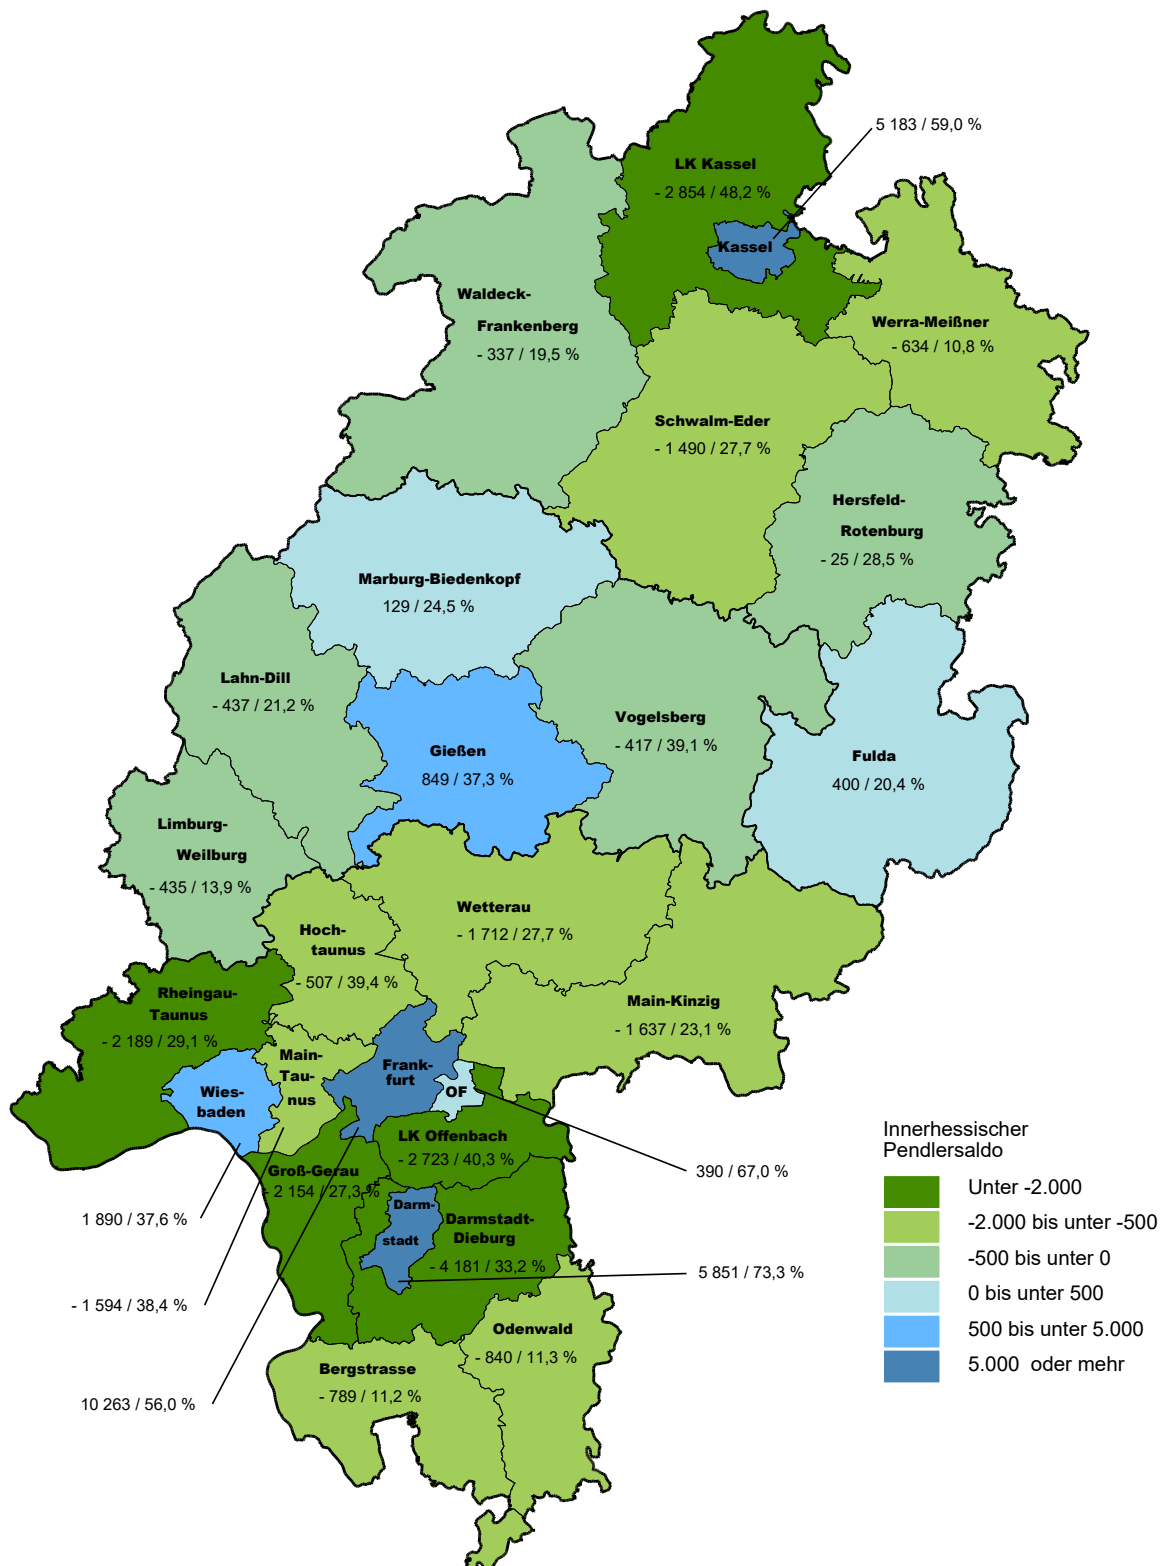 5 183 / 59,0 %
LK Kassel
- 2 854 / 48,2 %
Kassel
Waldeck-
Frankenberg
- 337 / 19,5 %
Werra-Meißner
- 634 / 10,8 %
Schwalm-Eder
- 1 490 / 27,7 %
Hersfeld-
Rotenburg
- 25 / 28,5 %
Marburg-Biedenkopf
129 / 24,5 %
Lahn-Dill
- 437 / 21,2 %
Vogelsberg
- 417 / 39,1 %
Gießen
849 / 37,3 %
Fulda
400 / 20,4 %
Limburg-
Weilburg
- 435 / 13,9 %
Wetterau
- 1 712 / 27,7 %
Hoch-
taunus
- 507 / 39,4 %
Rheingau-
Taunus
- 2 189 / 29,1 %
Main-Kinzig
- 1 637 / 23,1 %
Main-
Tau-
nus
Frank-
furt
Wies-
baden
OF
LK Offenbach
- 2 723 / 40,3 %
390 / 67,0 %
Groß-Gerau
- 2 154 / 27,3 %
1 890 / 37,6 %
Darm-
stadt
Darmstadt-
Dieburg
- 4 181 / 33,2 %
5 851 / 73,3 %
- 1 594 / 38,4 %
Odenwald
- 840 / 11,3 %
Bergstrasse
- 789 / 11,2 %
10 263 / 56,0 %
Innerhessischer
Pendlersaldo
Unter -2.000
-2.000 bis unter -500
-500 bis unter 0
0 bis unter 500
500 bis unter 5.000
5.000 oder mehr